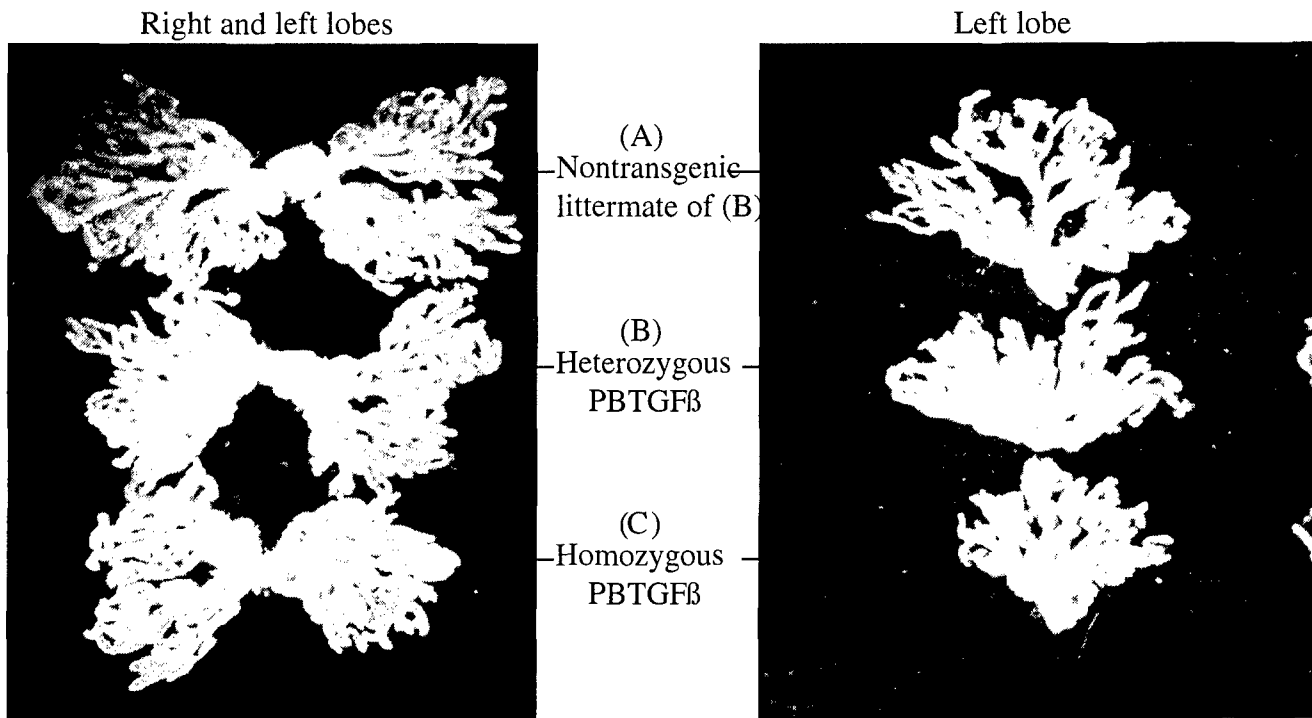 Right and left lobes
Left lobe
(A)
Nontransgenic
littermate of (B)
(B)
Heterozygous
PBTGFß
(C)
Homozygous
PBTGFß